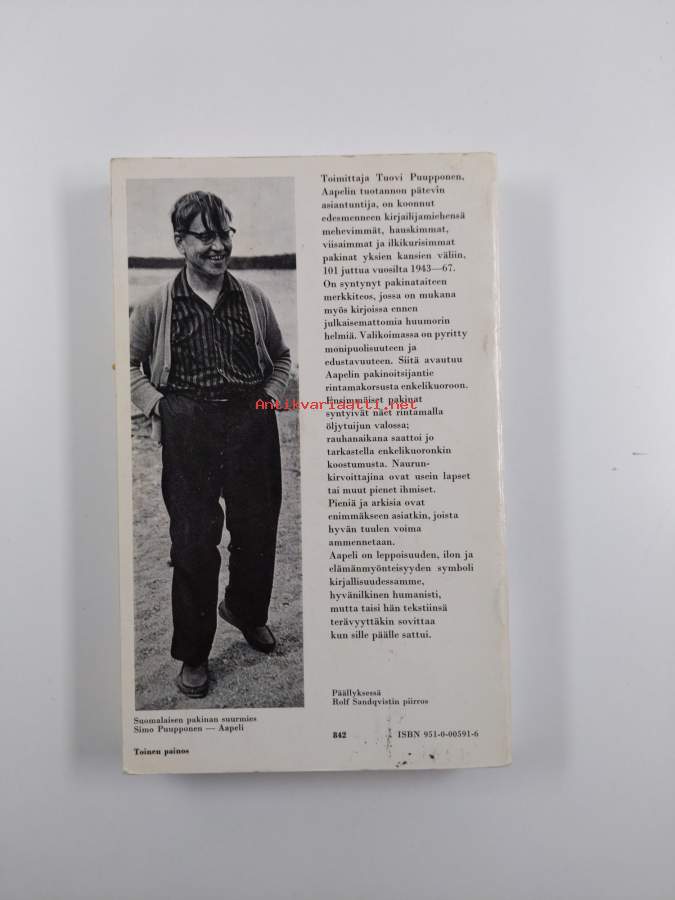 Toimittaja Tuovi Puupponen,
Aapelin tuotannon pätevin
asiantuntija, on koonnut
edesmenneen kirjailijamiehensä
mehevimmät, hauskimmat,
viisaimmat ja ilkikurisimmat
pakinat yksien kansien väliin,
101 juttua vuosilta 1943—67.
On syntynyt pakinataiteen
merkkiteos, jossa on mukana
myös kirjoissa ennen
julkaisemattomia huumorin
helmiä. Valikoimassa on pyritty
monipuolisuuteen ja
edustavuuteen. Siitä avautuu
Aapelin pakinoitsijantie
rintamakorsusta enkelikuoroon.
Ensimmäiset pakinat
syntyivät näet rintamalla
öljytuijun valossa;
rauhanaikana saattoi jo
tarkastella enkelikuoronkin
koostumusta. Naurun-
kirvoittajina ovat usein lapset
tai muut pienet ihmiset.
Pieniä ja arkisia ovat
enimmäkseen asiatkin, joista
hyvän tuulen voima
ammennetaan.
Aapeli on leppoisuuden, ilon ja
elämänmyönteisyyden symboli
kirjallisuudessamme,
hyvänilkinen humanisti,
mutta taisi hän tekstiinsä
terävyyttäkin sovittaa
kun sille päälle sattui.
Päällyksessä
Rolf Sandqvistin piirros
842 ISBN 951-0-00591-6
Suomalaisen pakinan suurmies
Simo Puupponen — Aapeli
Toinen painos
Antikvariaatti.net